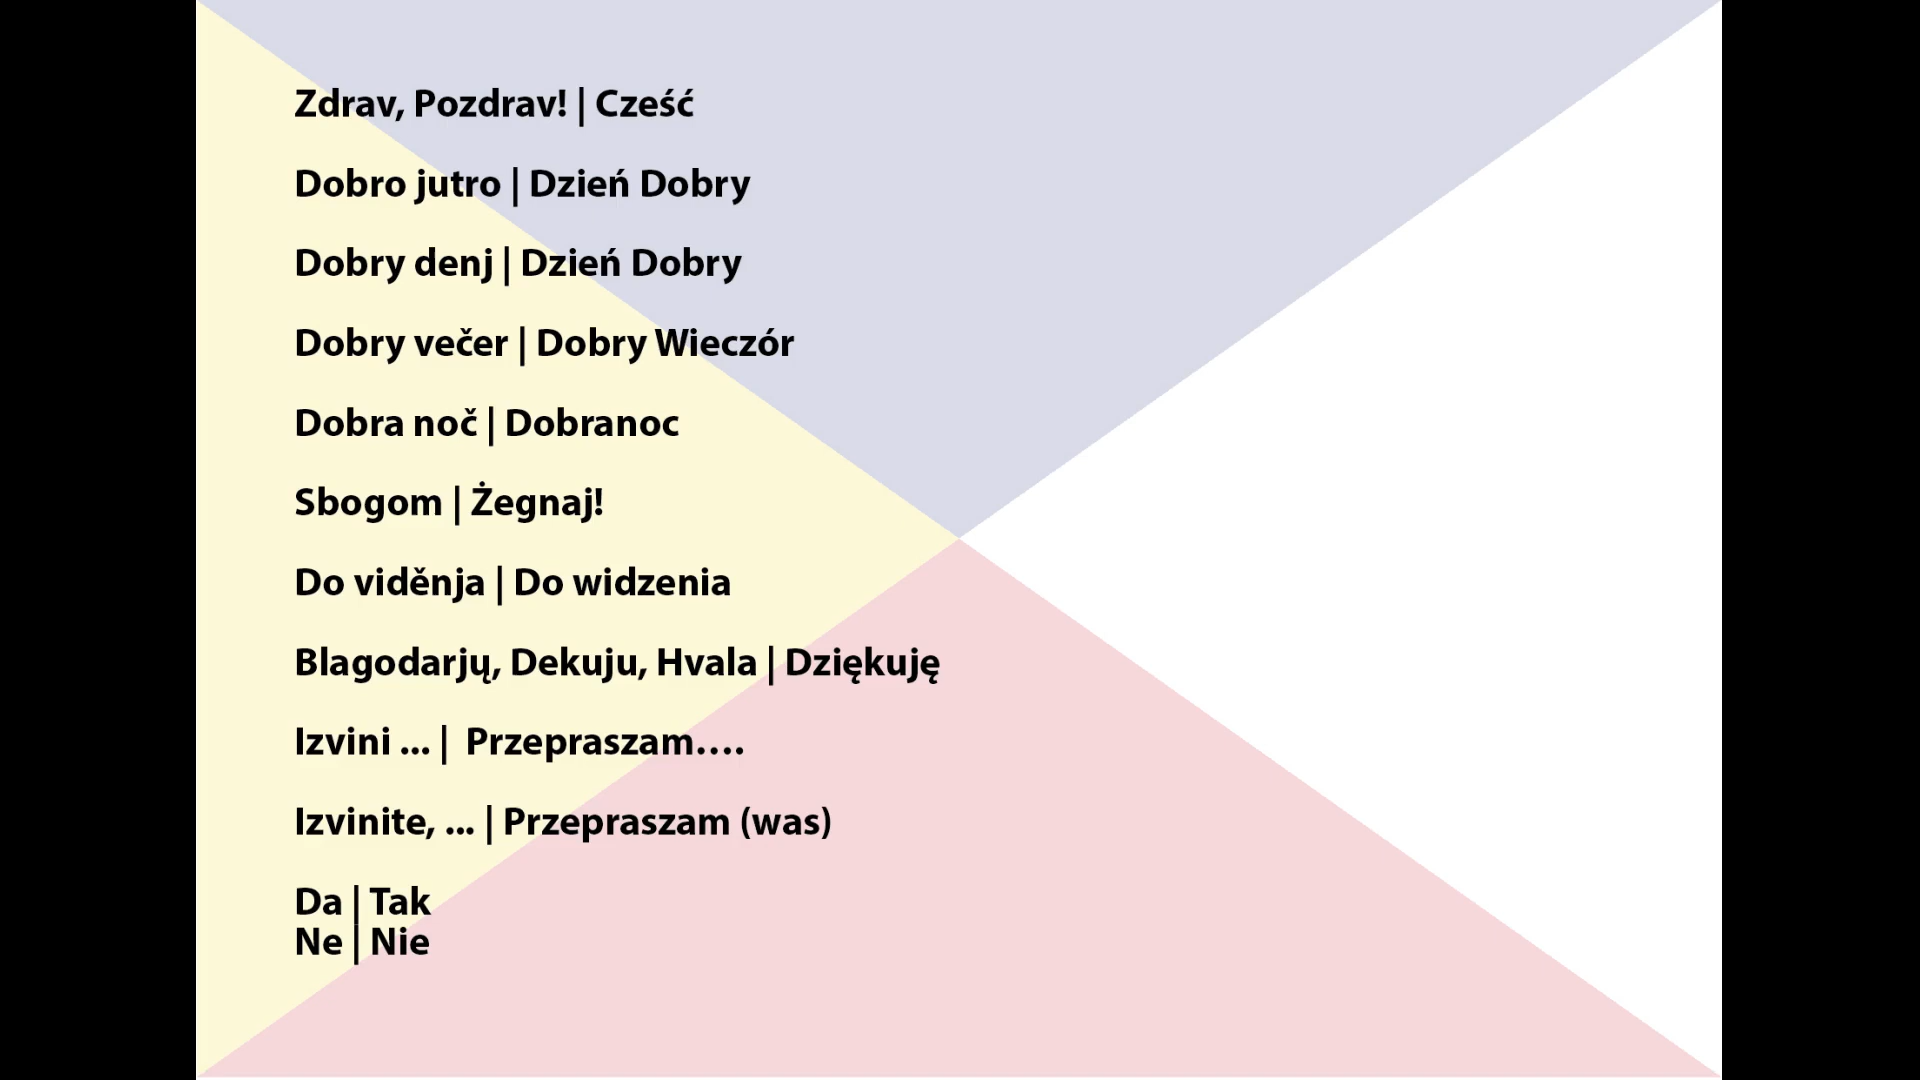 Zdrav, Pozdrav! | Cześć
Dobro jutro | Dzień Dobry
Dobry denj | Dzień Dobry
Dobry večer | Dobry Wieczór
Dobra noč | Dobranoc
Sbogom | Żegnaj!
Do viděnja | Do widzenia
Blagodarjų, Dekuju, Hvala | Dziękuję
Izvini ... | Przepraszam….
Izvinite, ... | Przepraszam (was)
Da | Tak
Ne | Nie